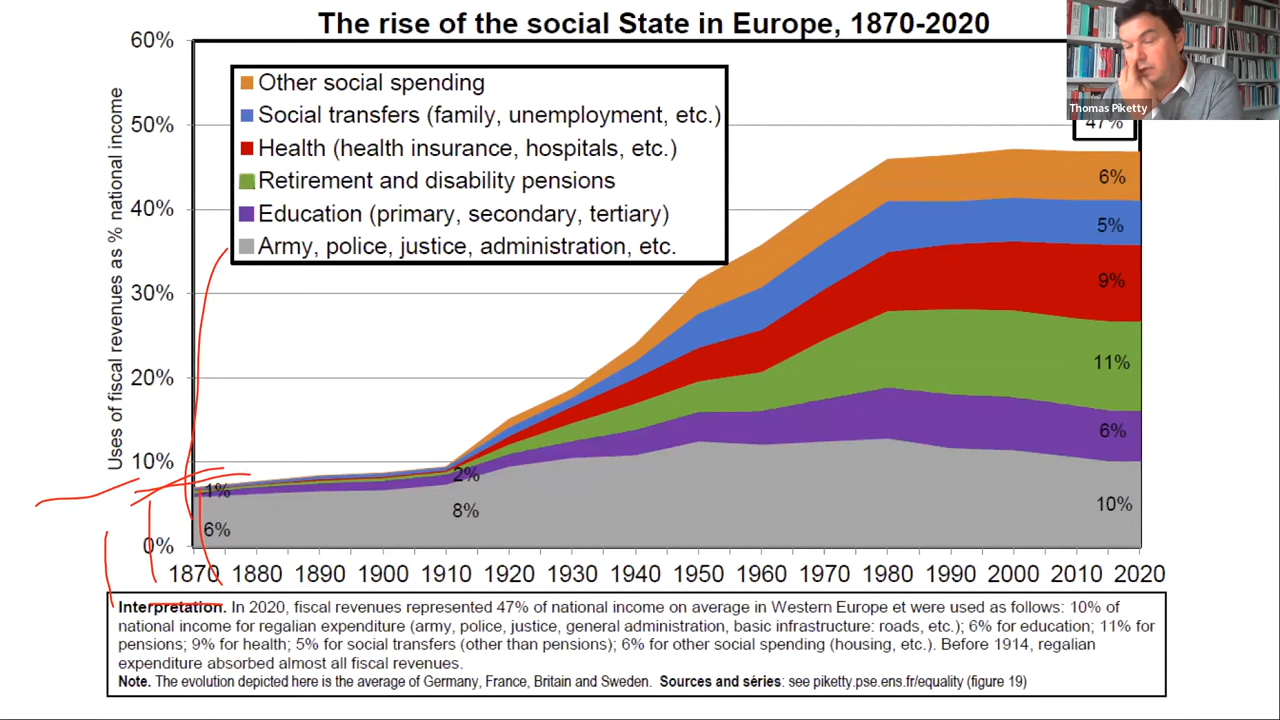 The rise of the social State in Europe, 1870-2020
Thomas Piketty
Uses of fiscal revenues as % national income
60%
50%
40%
30%
20%
10%
0%
Other social spending
Social transfers (family, unemployment, etc.)
Health (health insurance, hospitals, etc.)
Retirement and disability pensions
Education (primary, secondary, tertiary)
Army, police, justice, administration, etc.
47%
6%
5%
9%
11%
6%
10%
2%
8%
1%
6%
1870 1880 1890 1900 1910 1920 1930 1940 1950 1960 1970 1980 1990 2000 2010 2020
Interpretation. In 2020, fiscal revenues represented 47% of national income on average in Western Europe et were used as follows: 10% of
national income for regalian expenditure (army, police, justice, general administration, basic infrastructure: roads, etc.); 6% for education; 11% for
pensions; 9% for health; 5% for social transfers (other than pensions); 6% for other social spending (housing, etc.). Before 1914, regalian
expenditure absorbed almost all fiscal revenues.
Note. The evolution depicted here is the average of Germany, France, Britain and Sweden. Sources and séries: see piketty.pse.ens.fr/equality (figure 19)